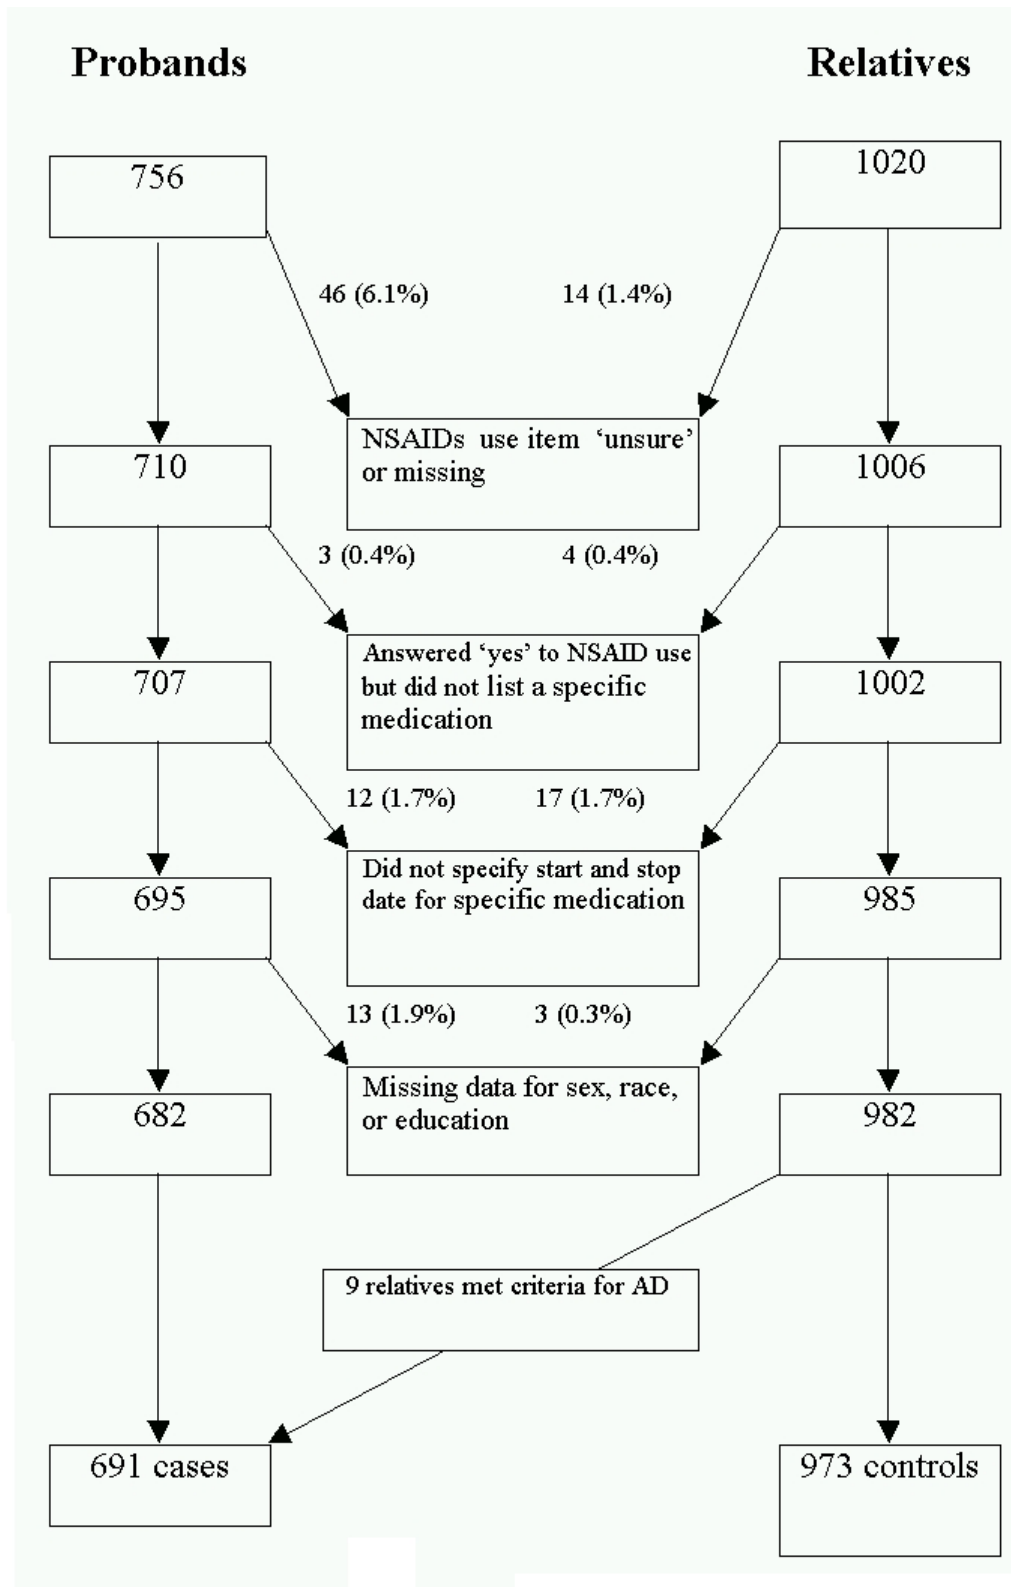 Probands
Relatives
756
1020
46 (6.1%)
14 (1.4%)
NSAIDs use item ‘unsure’
or missing
710
1006
3 (0.4%)
4 (0.4%)
Answered ‘yes’ to NSAID use
but did not list a specific
medication
707
1002
12 (1.7%)
17 (1.7%)
Did not specify start and stop
date for specific medication
695
985
13 (1.9%)
3 (0.3%)
Missing data for sex, race,
or education
682
982
9 relatives met criteria for AD
691 cases
973 controls